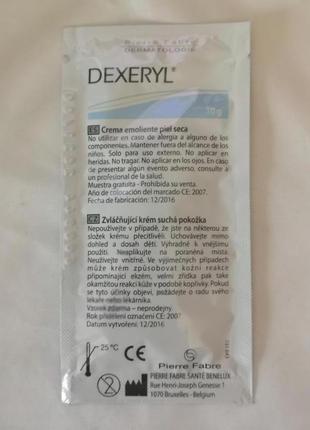 Pierre Fabre
DERMATOLOGIE
DEXERYL®
10 g
ES Crema emoliente piel seca
No utilizar en caso de alergia a alguno de los
componentes. Mantener fuera del alcance de los
niños. Solo para uso externo. No aplicar en
heridas. No tragar. No aplicar en los ojos. En caso
de presentar algún evento adverso, consulte a
un profesional de la salud.
Muestra gratuita - Prohibida su venta.
Año de colocación del marcado CE: 2007.
Fecha de fabricación: 12/2016
CZ Zvláčňující krém suchá pokožka
Nepoužívejte v případě, že jste na některou ze
složek krému přecitlivělí. Uchovávejte mimo
dohled a dosah dětí. Výhradně k vnějšímu
použití. Neaplikujte na poraněná místa.
Neužívejte vnitřně. Ve výjimečných případech
může krém způsobovat kožní reakce
připomínající ekzém, velmi zřídka pak také
okamžitou reakci kůže v podobě kopřivky. Pokud
se tyto účinky objeví, požádejte o radu svého
lékaře nebo lékárníka.
Vzorek zdarma – neprodejný
Rok přidělení označení CE: 2007
Datum vytvoření: 12/2016
25°C
CE
2
Pierre Fabre
PIERRE FABRE SANTÉ BENELUX
Rue Henri-Joseph Genesse 1
1070 Bruxelles - Belgien